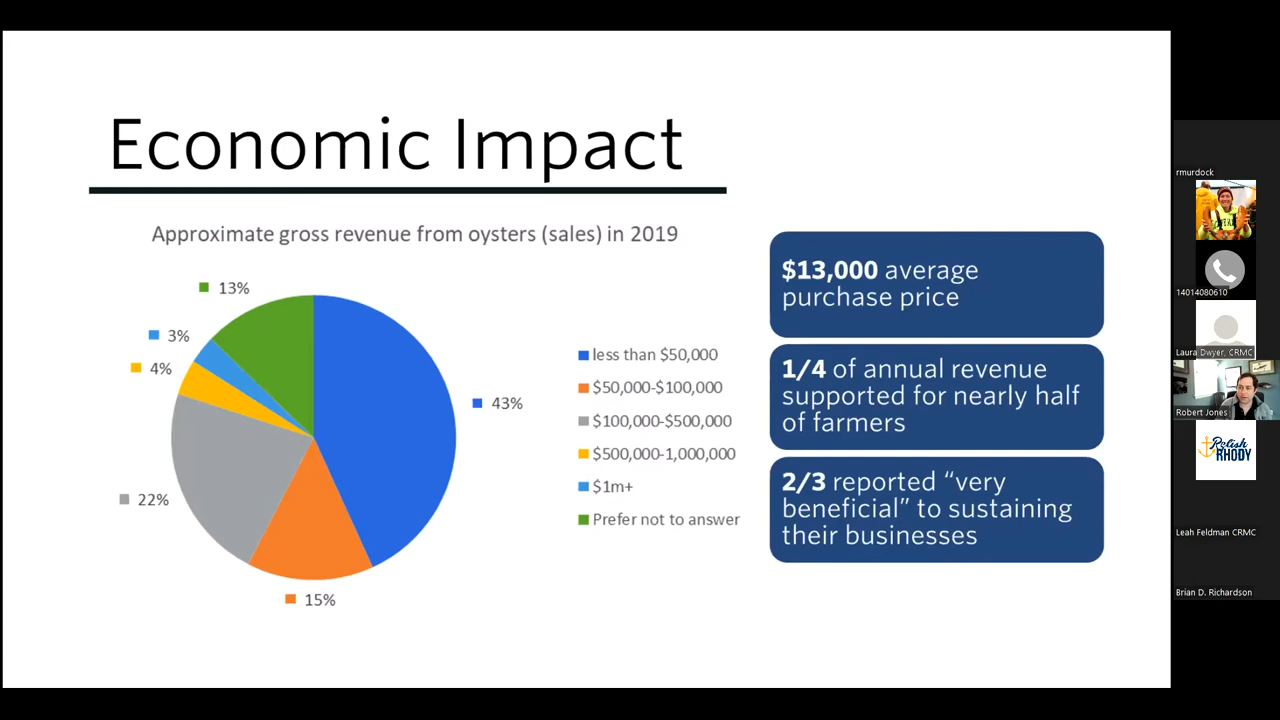 Economic Impact
Approximate gross revenue from oysters (sales) in 2019
13%
3%
4%
43%
22%
15%
less than $50,000
$50,000-$100,000
$100,000-$500,000
$500,000-1,000,000
$1m+
Prefer not to answer
$13,000 average
purchase price
1/4 of annual revenue
supported for nearly half
of farmers
2/3 reported “very
beneficial” to sustaining
their businesses
rmurdock
14014080610
Laura Dwyer, CRMC
Robert Jones
Relish
RHODY
Leah Feldman CRMC
Brian D. Richardson